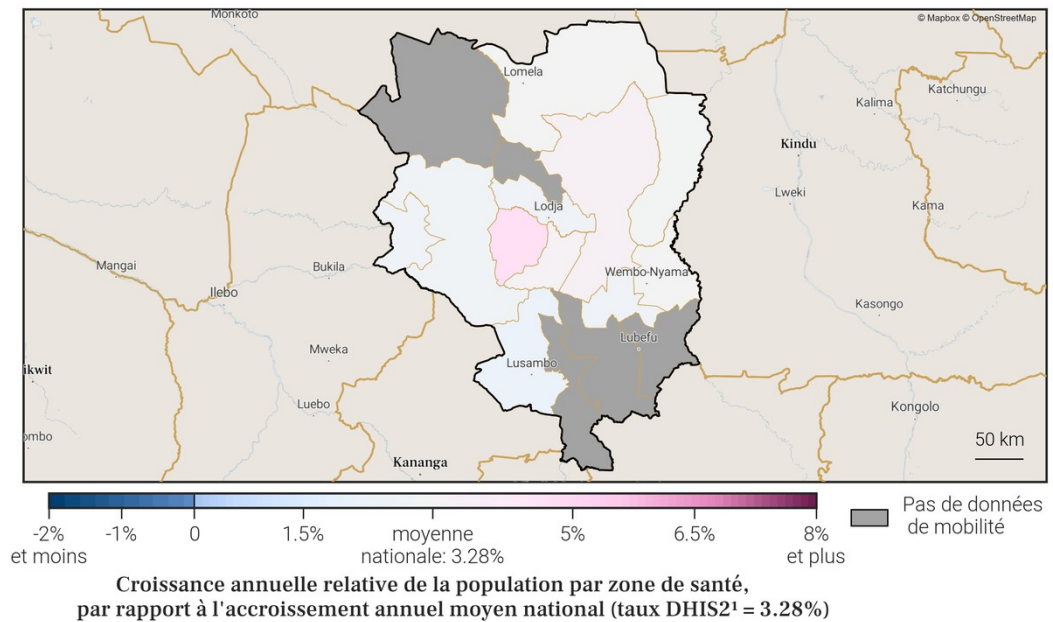 Monkoto
© Mapbox © OpenStreetMap
Lomela
Katchungu
Kalima
Kindu
Lweki
Lodja
Kama
Mangai
Bukila
Wembo-Nyama
Ilebo
Kasongo
Lubefu
Mweka
Lusambo
ikwit
Luebo
Kongolo
ombo
50 km
Kananga
-2% -1% 0 1.5% moyenne 5% 6.5% 8%
et moins nationale: 3.28% et plus
Pas de données
de mobilité
Croissance annuelle relative de la population par zone de santé,
par rapport à l'accroissement annuel moyen national (taux DHIS2¹ = 3.28%)